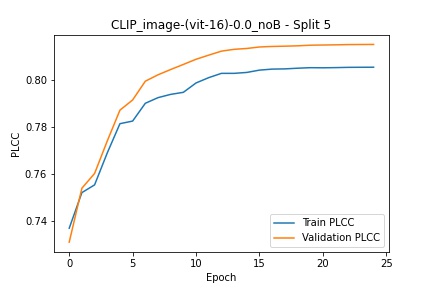 CLIP_image-(vit-16)-0.0_noB - Split 5
PLCC
0.80
0.78
0.76
0.74
Train PLCC
Validation PLCC
0 5 10 15 20 25
Epoch